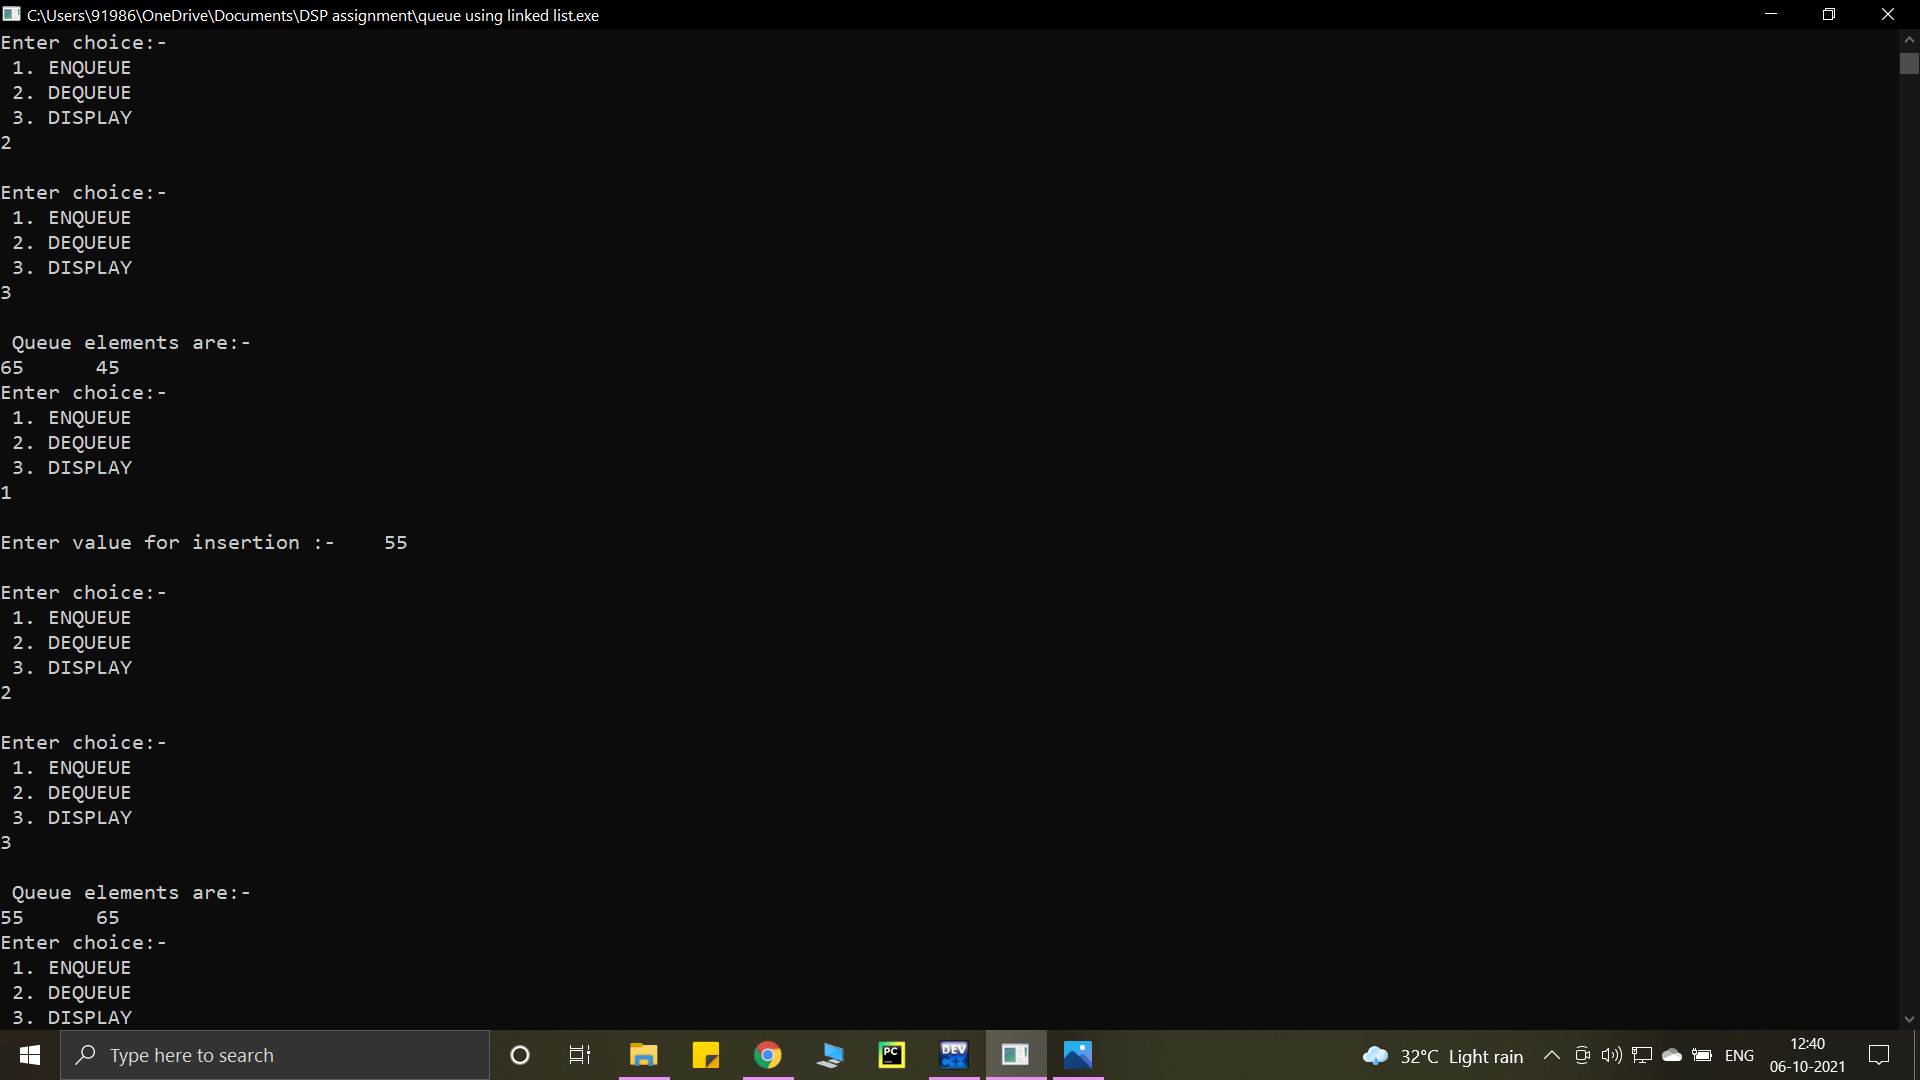 C:\Users\91986\OneDrive\Documents\DSP assignment\queue using linked list.exe
Enter choice:-
1. ENQUEUE
2. DEQUEUE
3. DISPLAY
2
Enter choice:-
1. ENQUEUE
2. DEQUEUE
3. DISPLAY
3
Queue elements are:-
65 45
Enter choice:-
1. ENQUEUE
2. DEQUEUE
3. DISPLAY
1
Enter value for insertion :- 55
Enter choice:-
1. ENQUEUE
2. DEQUEUE
3. DISPLAY
2
Enter choice:-
1. ENQUEUE
2. DEQUEUE
3. DISPLAY
3
Queue elements are:-
55 65
Enter choice:-
1. ENQUEUE
2. DEQUEUE
3. DISPLAY
Type here to search
PC
DEV
C++
32°C Light rain
ENG
12:40
06-10-2021